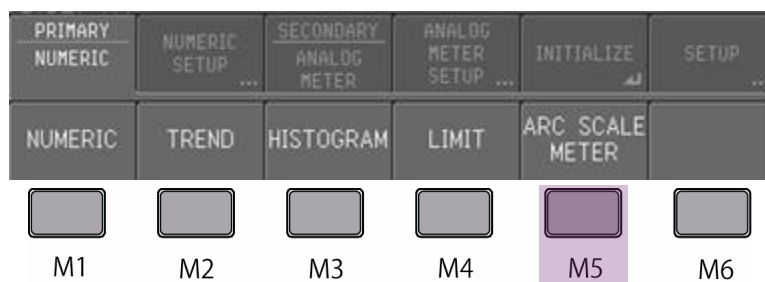 PRIMARY
NUMERIC
NUMERIC
SETUP ...
SECONDARY
ANALOG
METER
ANALOG
METER
SETUP ...
INITIALIZE
SETUP ..
NUMERIC
TREND
HISTOGRAM
LIMIT
ARC SCALE
METER
M1
M2
M3
M4
M5
M6